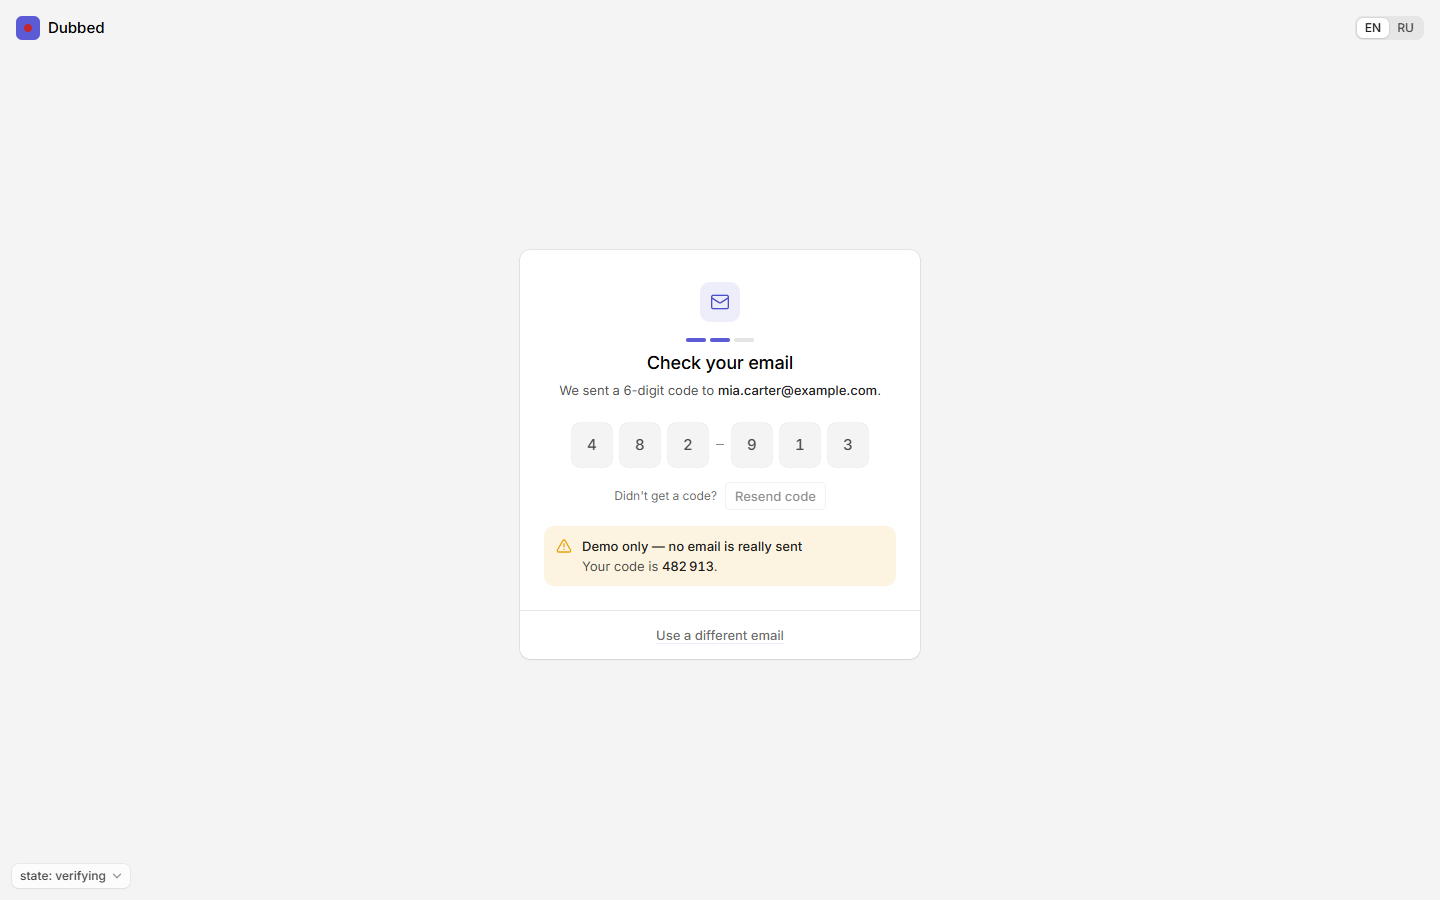 Dubbed
EN RU
Check your email
We sent a 6-digit code to mia.carter@example.com.
4 8 2 – 9 1 3
Didn't get a code? Resend code
Demo only — no email is really sent
Your code is 482 913.
Use a different email
state: verifying